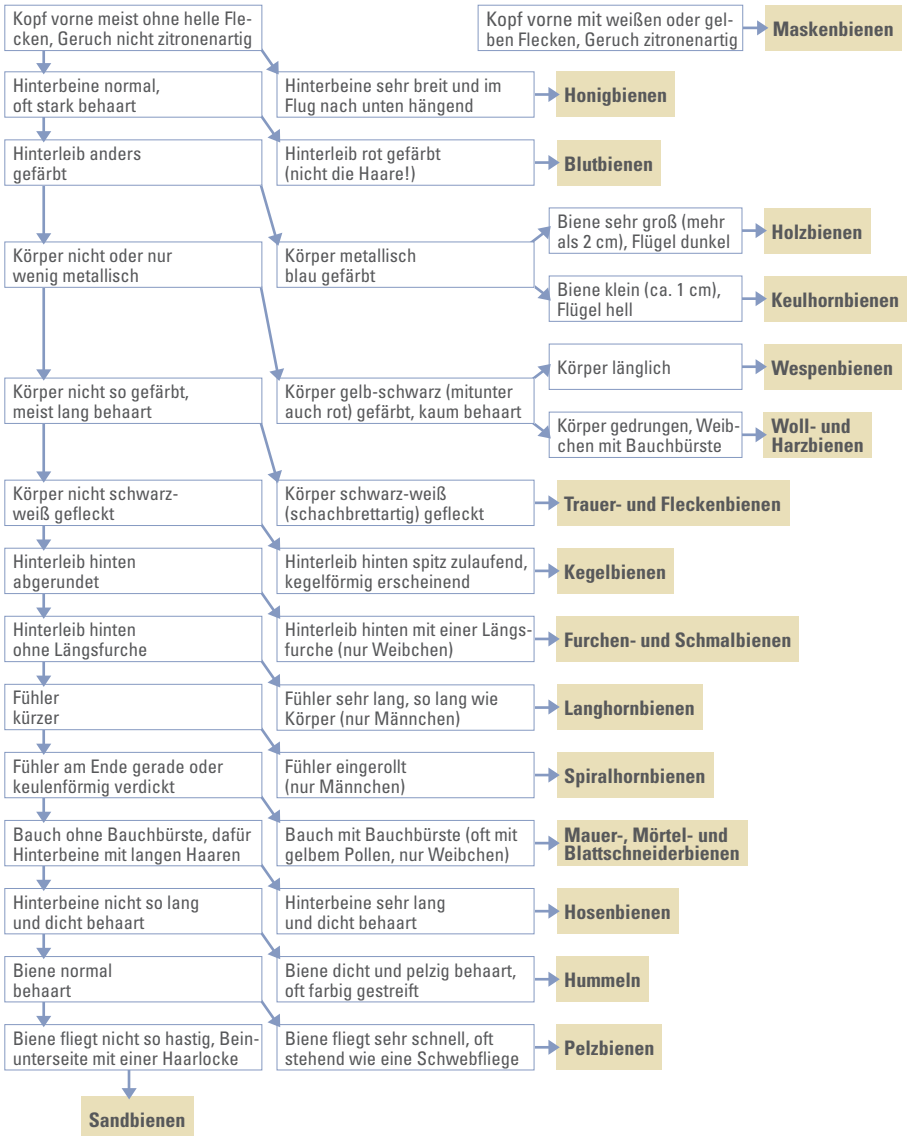 Kopf vorne meist ohne helle Fle-
cken, Geruch nicht zitronenartig
Kopf vorne mit weißen oder gel-
ben Flecken, Geruch zitronenartig
Maskenbienen
Hinterbeine normal,
oft stark behaart
Hinterbeine sehr breit und im
Flug nach unten hängend
Honigbienen
Hinterleib anders
gefärbt
Hinterleib rot gefärbt
(nicht die Haare!)
Blutbienen
Körper nicht oder nur
wenig metallisch
Körper metallisch
blau gefärbt
Biene sehr groß (mehr
als 2 cm), Flügel dunkel
Holzbienen
Biene klein (ca. 1 cm),
Flügel hell
Keulhornbienen
Körper nicht so gefärbt,
meist lang behaart
Körper gelb-schwarz (mitunter
auch rot) gefärbt, kaum behaart
Körper länglich
Wespenbienen
Körper gedrungen, Weib-
chen mit Bauchbürste
Woll- und
Harzbienen
Körper nicht schwarz-
weiß gefleckt
Körper schwarz-weiß
(schachbrettartig) gefleckt
Trauer- und Fleckenbienen
Hinterleib hinten
abgerundet
Hinterleib hinten spitz zulaufend,
kegelförmig erscheinend
Kegelbienen
Hinterleib hinten
ohne Längsfurche
Hinterleib hinten mit einer Längs-
furche (nur Weibchen)
Furchen- und Schmalbienen
Fühler
kürzer
Fühler sehr lang, so lang wie
Körper (nur Männchen)
Langhornbienen
Fühler am Ende gerade oder
keulenförmig verdickt
Fühler eingerollt
(nur Männchen)
Spiralhornbienen
Bauch ohne Bauchbürste, dafür
Hinterbeine mit langen Haaren
Bauch mit Bauchbürste (oft mit
gelbem Pollen, nur Weibchen)
Mauer-, Mörtel- und
Blattschneiderbienen
Hinterbeine nicht so lang
und dicht behaart
Hinterbeine sehr lang
und dicht behaart
Hosenbienen
Biene normal
behaart
Biene dicht und pelzig behaart,
oft farbig gestreift
Hummeln
Biene fliegt nicht so hastig, Bein-
unterseite mit einer Haarlocke
Biene fliegt sehr schnell, oft
stehend wie eine Schwebfliege
Pelzbienen
Sandbienen